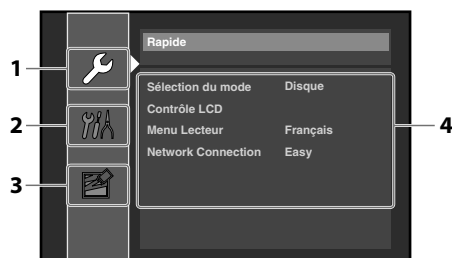 Rapide
1
Sélection du mode Disque
Contrôle LCD
2
Menu Lecteur Français
4
Network Connection Easy
3